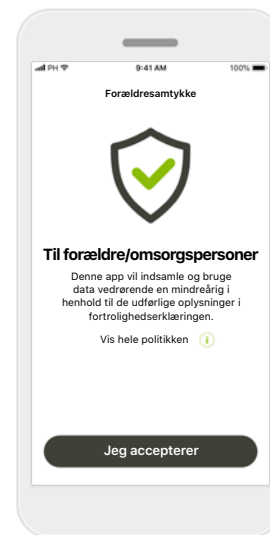 PH 9:41 AM 100%
Forældresamtykke
Til forældre/omsorgspersoner
Denne app vil indsamle og bruge
data vedrørende en mindreårig i
henhold til de udførlige oplysninger i
fortrolighedserklæringen.
Vis hele politikken
Jeg accepterer